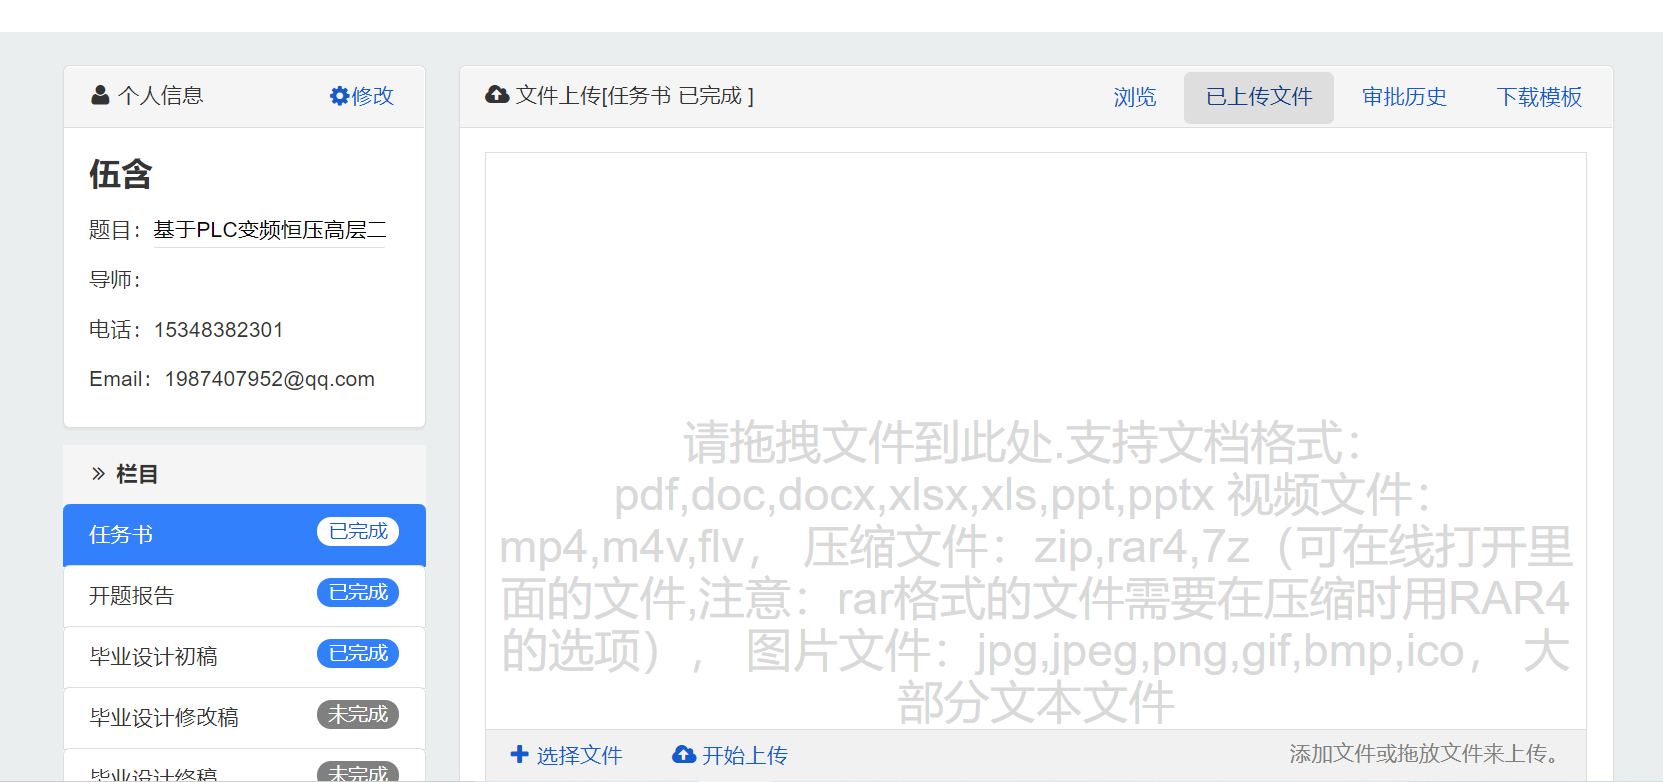 个人信息
修改
伍含
题目：基于PLC变频恒压高层二
导师：
电话：15348382301
Email：1987407952@qq.com
栏目
任务书 已完成
开题报告 已完成
毕业设计初稿 已完成
毕业设计修改稿 未完成
毕业设计终稿 未完成
文件上传[任务书 已完成 ]
浏览 已上传文件 审批历史 下载模板
请拖拽文件到此处.支持文档格式：
pdf,doc,docx,xlsx,xls,ppt,pptx 视频文件：
mp4,m4v,flv， 压缩文件：zip,rar4,7z（可在线打开里
面的文件,注意：rar格式的文件需要在压缩时用RAR4
的选项）， 图片文件：jpg,jpeg,png,gif,bmp,ico， 大
部分文本文件
选择文件 开始上传 添加文件或拖放文件来上传。